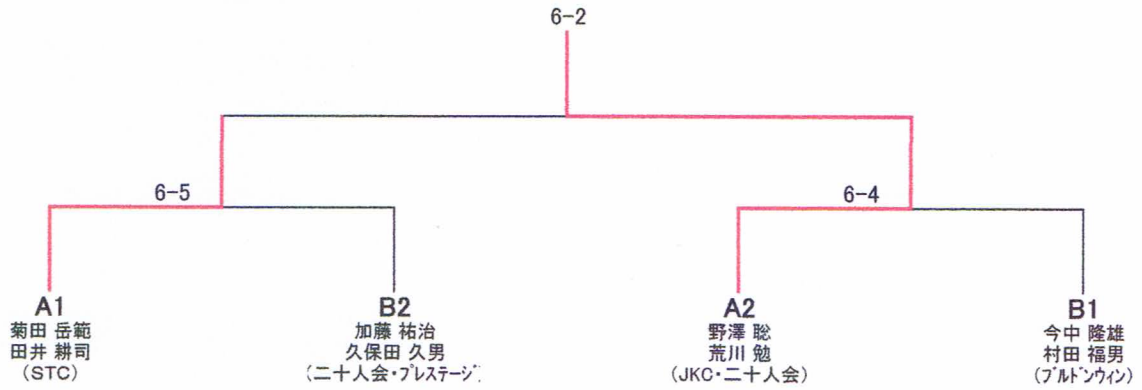 6-2
6-5
6-4
A1
菊田 岳範
田井 耕司
(STC)
B2
加藤 祐治
久保田 久男
(二十人会・プレステージ)
A2
野澤 聡
荒川 勉
(JKC・二十人会)
B1
今中 隆雄
村田 福男
(ブルドンウィン)